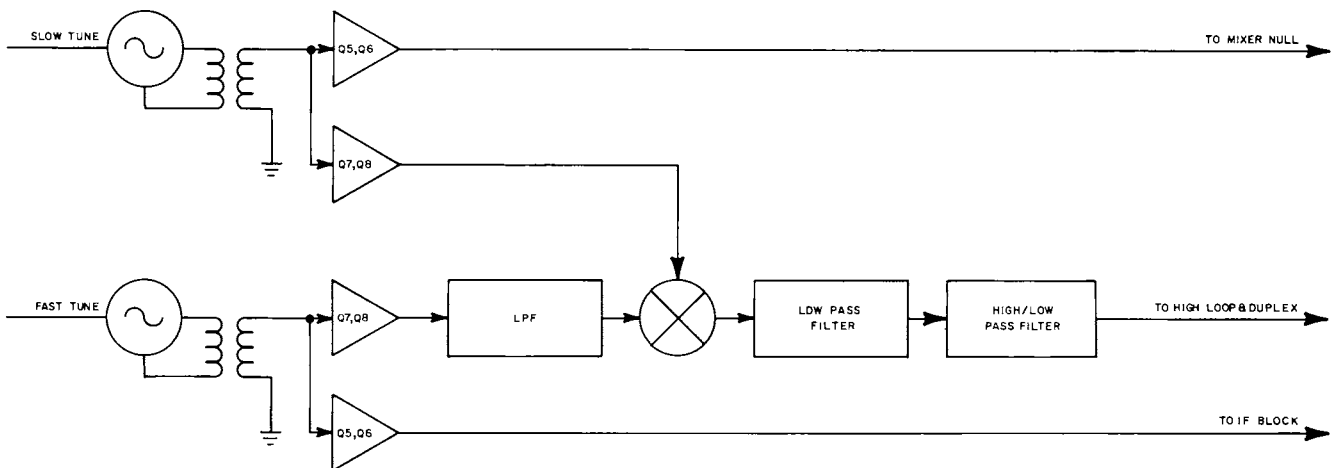 SLOW TUNE
Q5,Q6
TO MIXER NULL
Q7,Q8
FAST TUNE
Q7,Q8
LPF
LOW PASS
FILTER
HIGH/LOW
PASS FILTER
TO HIGH LOOP & DUPLEX
Q5,Q6
TO IF BLOCK